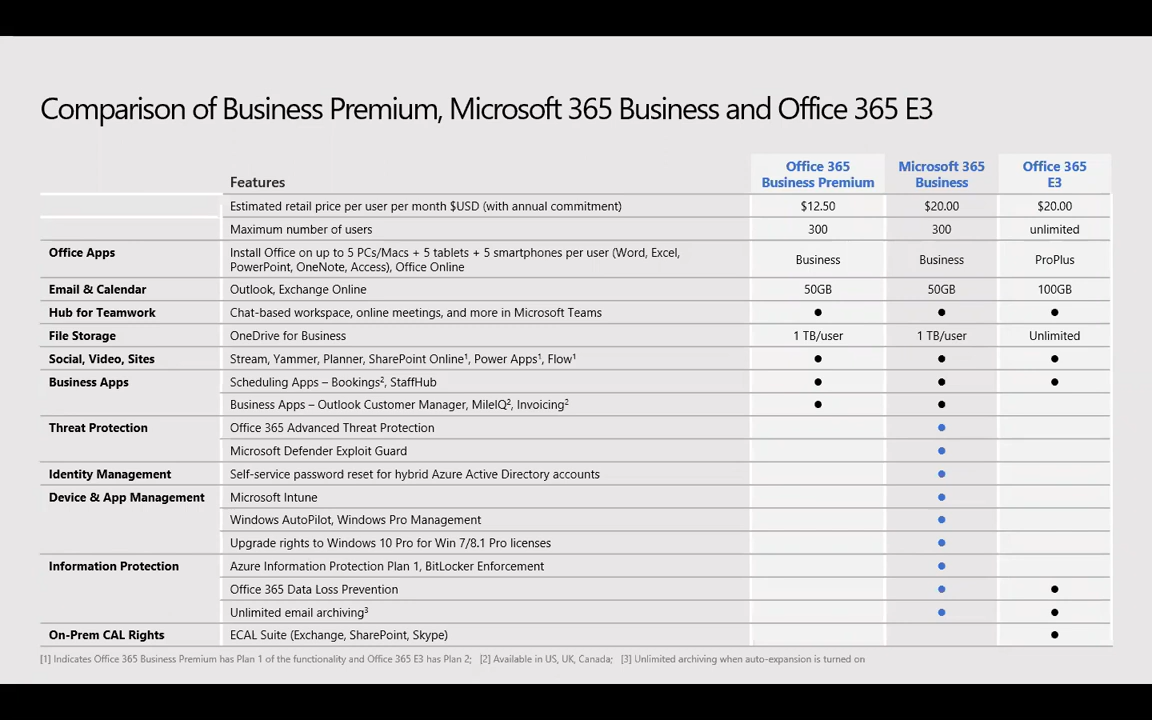 Comparison of Business Premium, Microsoft 365 Business and Office 365 E3
Features
Office 365
Business Premium
Microsoft 365
Business
Office 365
E3
Estimated retail price per user per month $USD (with annual commitment) $12.50 $20.00 $20.00
Maximum number of users 300 300 unlimited
Office Apps
Install Office on up to 5 PCs/Macs + 5 tablets + 5 smartphones per user (Word, Excel,
PowerPoint, OneNote, Access), Office Online
Business Business ProPlus
Email & Calendar Outlook, Exchange Online 50GB 50GB 100GB
Hub for Teamwork Chat-based workspace, online meetings, and more in Microsoft Teams ● ● ●
File Storage OneDrive for Business 1 TB/user 1 TB/user Unlimited
Social, Video, Sites Stream, Yammer, Planner, SharePoint Online¹, Power Apps¹, Flow¹ ● ● ●
Business Apps Scheduling Apps – Bookings², StaffHub ● ● ●
Business Apps – Outlook Customer Manager, MileIQ², Invoicing² ● ●
Threat Protection Office 365 Advanced Threat Protection ●
Microsoft Defender Exploit Guard ●
Identity Management Self-service password reset for hybrid Azure Active Directory accounts ●
Device & App Management Microsoft Intune ●
Windows AutoPilot, Windows Pro Management ●
Upgrade rights to Windows 10 Pro for Win 7/8.1 Pro licenses ●
Information Protection Azure Information Protection Plan 1, BitLocker Enforcement ●
Office 365 Data Loss Prevention ● ●
Unlimited email archiving³ ● ●
On-Prem CAL Rights ECAL Suite (Exchange, SharePoint, Skype) ●
[1] Indicates Office 365 Business Premium has Plan 1 of the functionality and Office 365 E3 has Plan 2; [2] Available in US, UK, Canada; [3] Unlimited archiving when auto-expansion is turned on